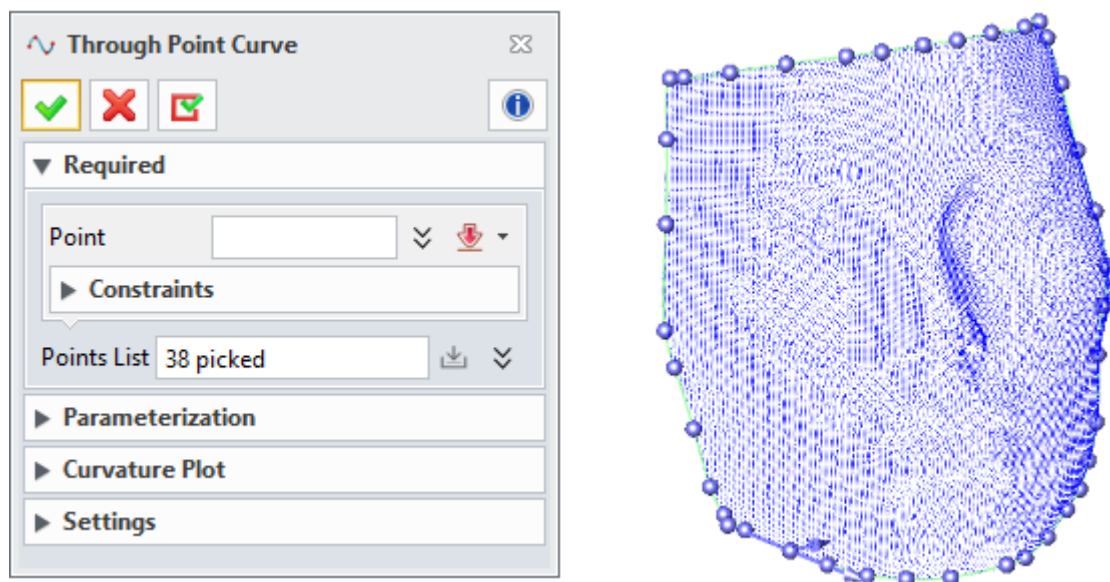 Through Point Curve
Required
Point
Constraints
Points List 38 picked
Parameterization
Curvature Plot
Settings